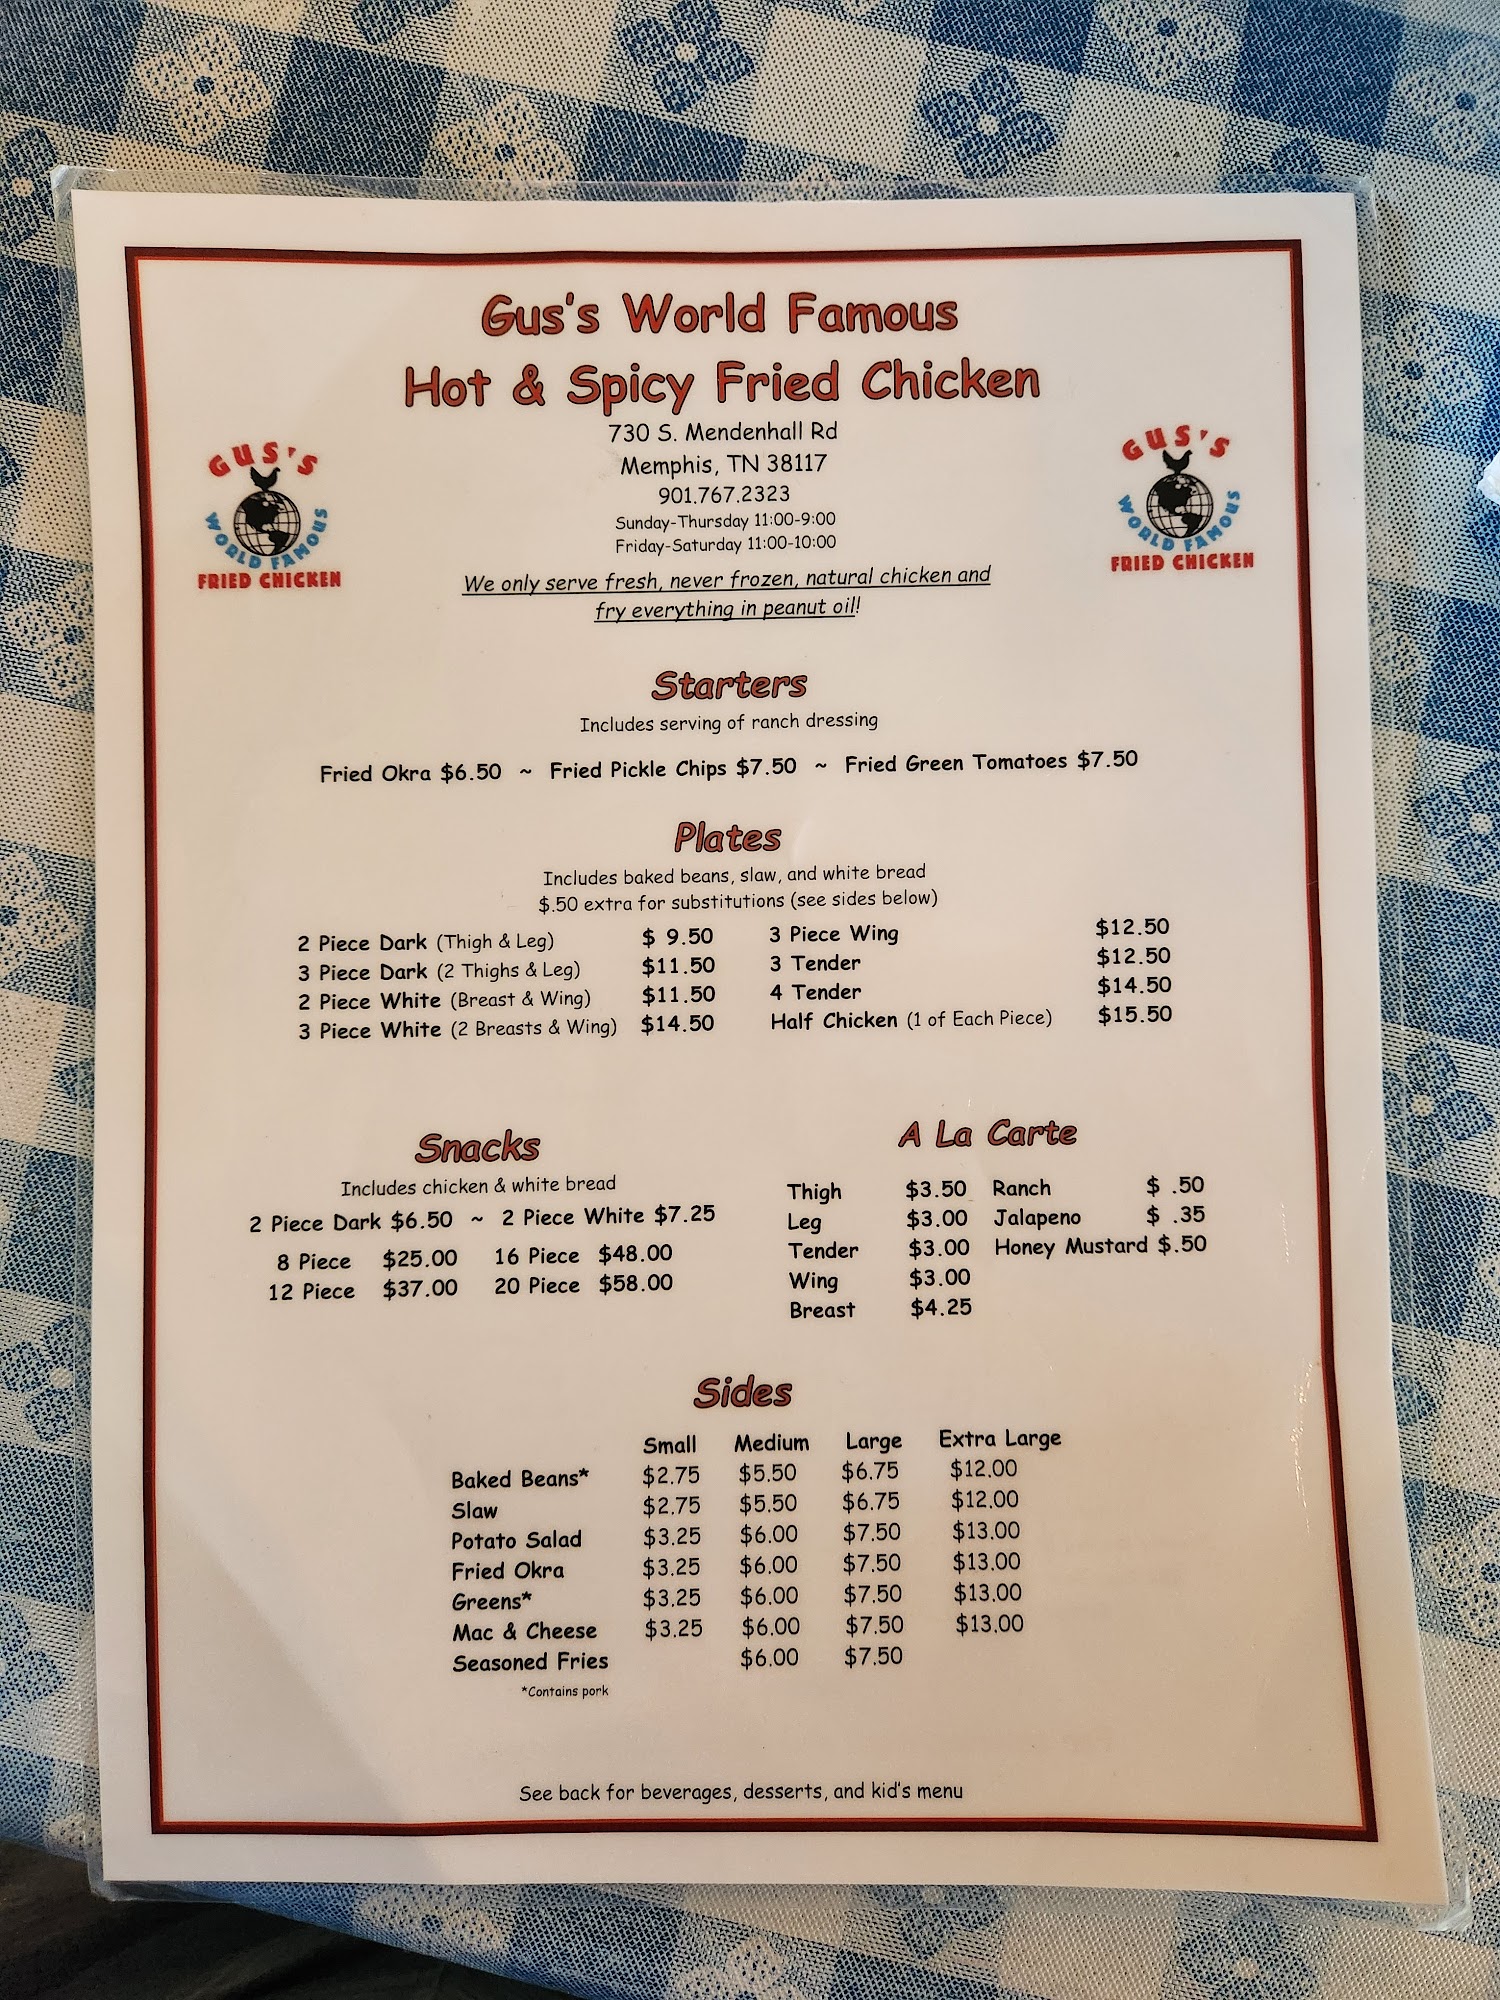 Gus's World Famous
Hot & Spicy Fried Chicken
730 S. Mendenhall Rd
Memphis, TN 38117
901.767.2323
Sunday-Thursday 11:00-9:00
Friday-Saturday 11:00-10:00
We only serve fresh, never frozen, natural chicken and
fry everything in peanut oil!
GUS'S
WORLD FAMOUS
FRIED CHICKEN
GUS'S
WORLD FAMOUS
FRIED CHICKEN
Starters
Includes serving of ranch dressing
Fried Okra $6.50 ~ Fried Pickle Chips $7.50 ~ Fried Green Tomatoes $7.50
Plates
Includes baked beans, slaw, and white bread
$.50 extra for substitutions (see sides below)
2 Piece Dark (Thigh & Leg) $ 9.50
3 Piece Dark (2 Thighs & Leg) $11.50
2 Piece White (Breast & Wing) $11.50
3 Piece White (2 Breasts & Wing) $14.50
3 Piece Wing $12.50
3 Tender $12.50
4 Tender $14.50
Half Chicken (1 of Each Piece) $15.50
Snacks
Includes chicken & white bread
2 Piece Dark $6.50 ~ 2 Piece White $7.25
8 Piece $25.00 16 Piece $48.00
12 Piece $37.00 20 Piece $58.00
A La Carte
Thigh $3.50 Ranch $ .50
Leg $3.00 Jalapeno $ .35
Tender $3.00 Honey Mustard $.50
Wing $3.00
Breast $4.25
Sides
Small Medium Large Extra Large
Baked Beans* $2.75 $5.50 $6.75 $12.00
Slaw $2.75 $5.50 $6.75 $12.00
Potato Salad $3.25 $6.00 $7.50 $13.00
Fried Okra $3.25 $6.00 $7.50 $13.00
Greens* $3.25 $6.00 $7.50 $13.00
Mac & Cheese $3.25 $6.00 $7.50 $13.00
Seasoned Fries $6.00 $7.50
*Contains pork
See back for beverages, desserts, and kid's menu